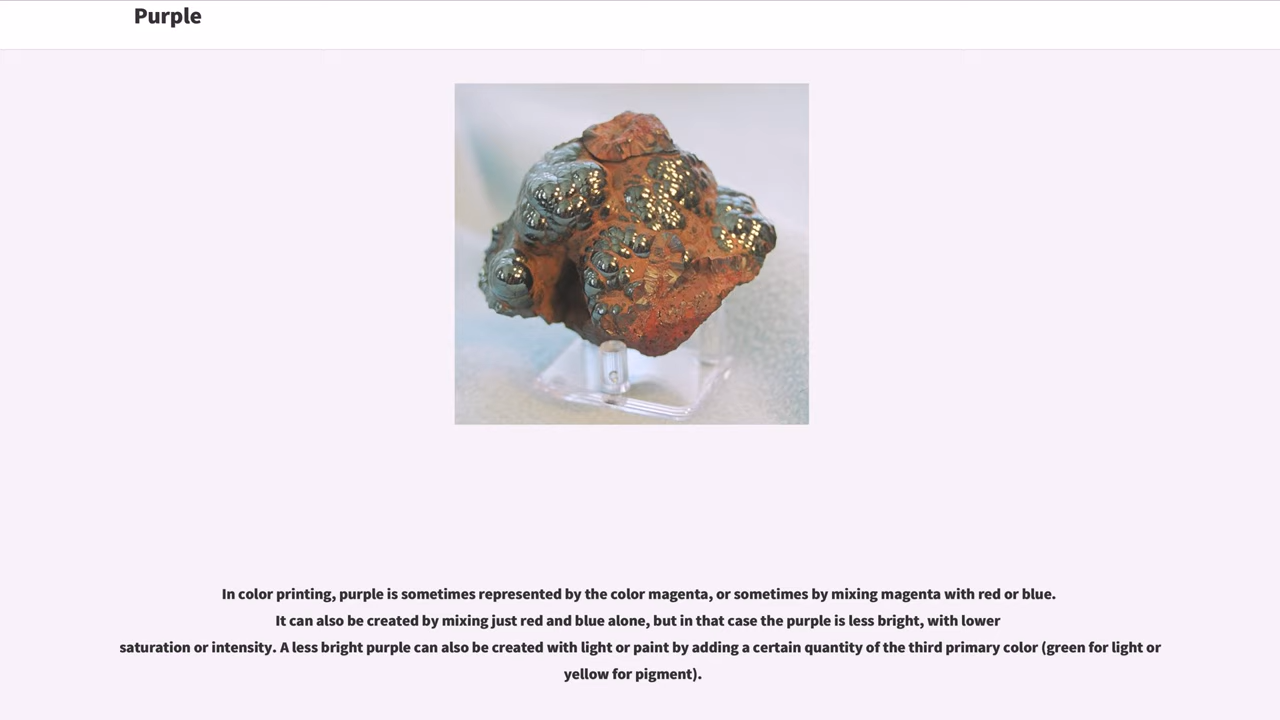 Purple
In color printing, purple is sometimes represented by the color magenta, or sometimes by mixing magenta with red or blue.
It can also be created by mixing just red and blue alone, but in that case the purple is less bright, with lower
saturation or intensity. A less bright purple can also be created with light or paint by adding a certain quantity of the third primary color (green for light or
yellow for pigment).